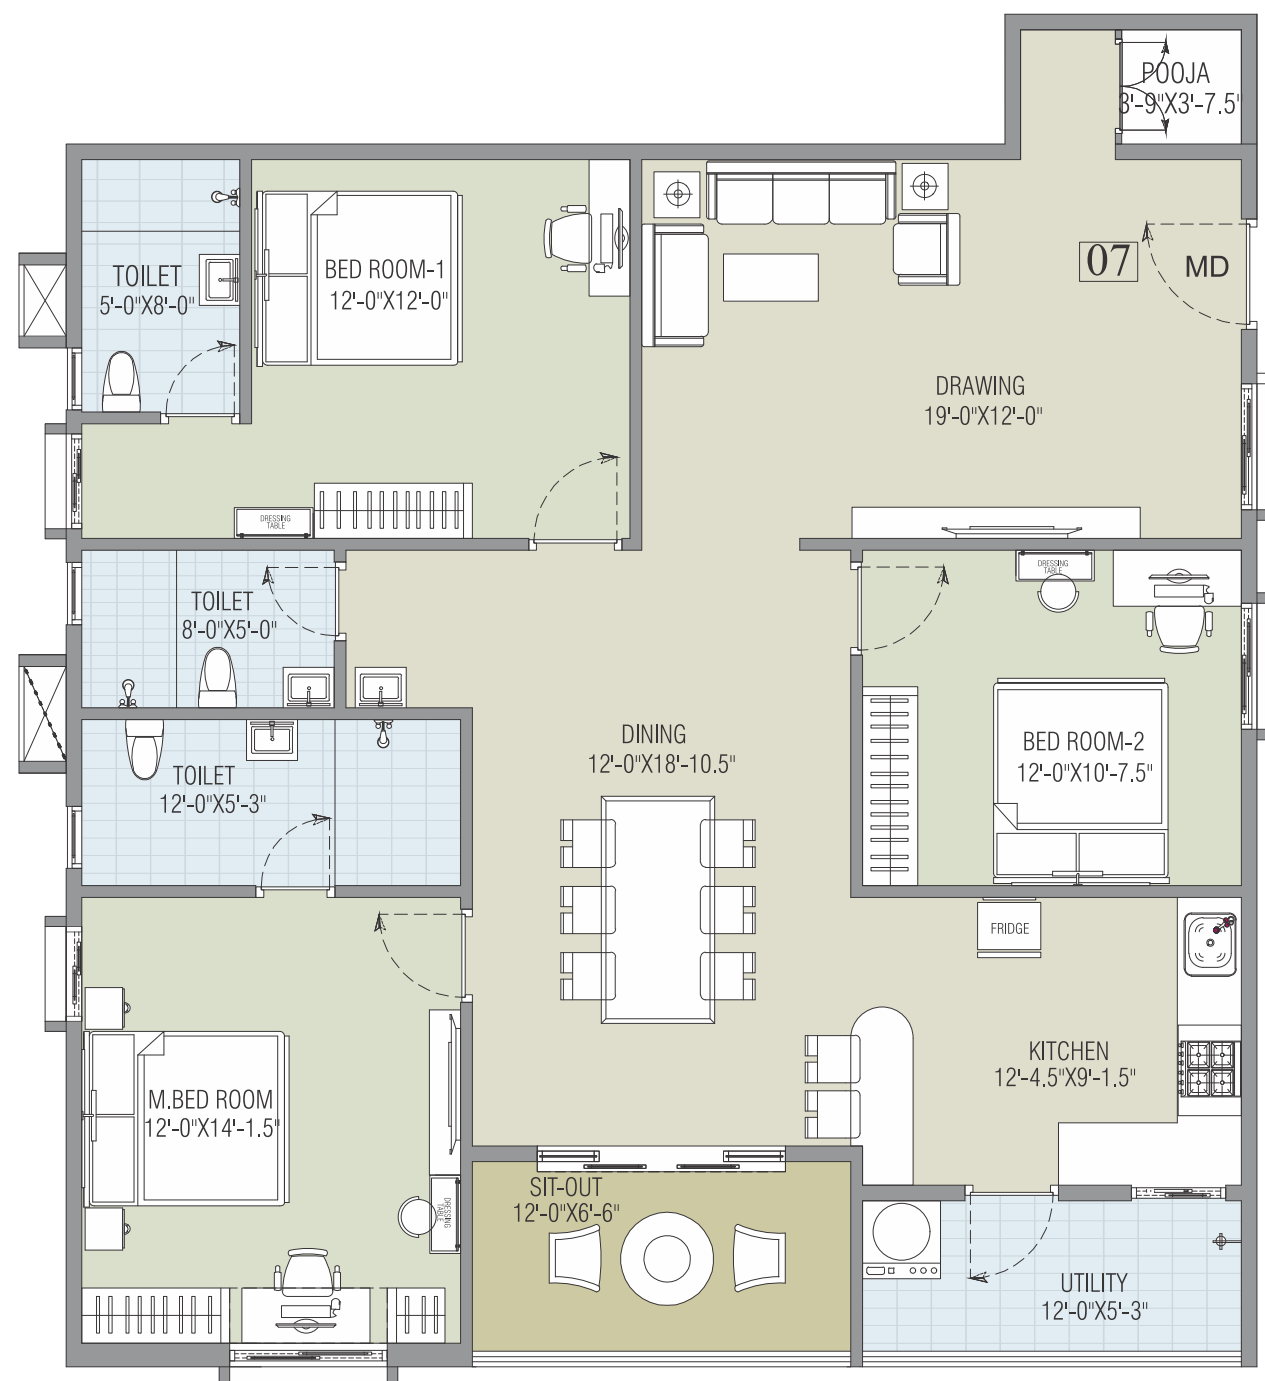 POOJA
3'-9"X3'-7.5'
TOILET
5'-0"X8'-0"
BED ROOM-1
12'-0"X12'-0"
07
MD
DRAWING
19'-0"X12'-0"
DRESSING
TABLE
TOILET
8'-0"X5'-0"
DRESSING
TABLE
DINING
12'-0"X18'-10.5"
BED ROOM-2
12'-0"X10'-7.5"
TOILET
12'-0"X5'-3"
FRIDGE
KITCHEN
12'-4.5"X9'-1.5"
M.BED ROOM
12'-0"X14'-1.5"
DRESSING
TABLE
SIT-OUT
12'-0"X6'-6"
UTILITY
12'-0"X5'-3"